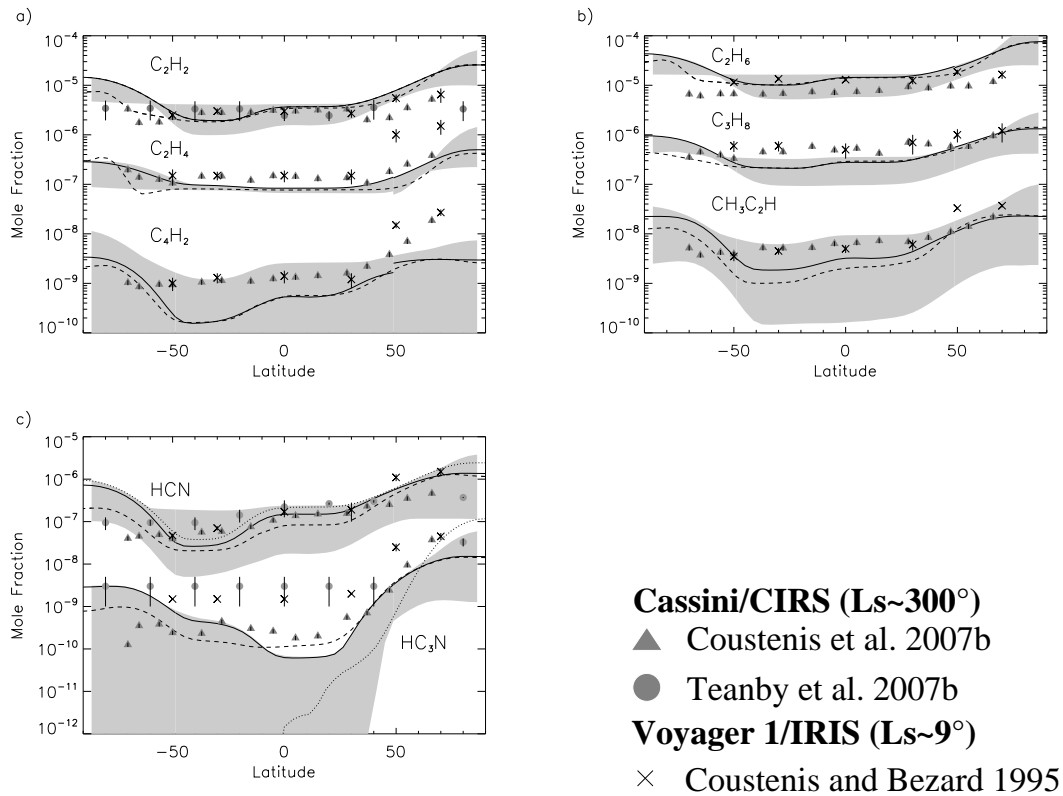 a)
C₂H₂
C₂H₄
C₄H₂
10⁻⁴
10⁻⁵
10⁻⁶
10⁻⁷
10⁻⁸
10⁻⁹
10⁻¹⁰
Mole Fraction
−50 0 50
Latitude
b)
C₂H₆
C₃H₈
CH₃C₂H
10⁻⁴
10⁻⁵
10⁻⁶
10⁻⁷
10⁻⁸
10⁻⁹
10⁻¹⁰
Mole Fraction
−50 0 50
Latitude
c)
HCN
HC₃N
10⁻⁵
10⁻⁶
10⁻⁷
10⁻⁸
10⁻⁹
10⁻¹⁰
10⁻¹¹
10⁻¹²
Mole Fraction
−50 0 50
Latitude
Cassini/CIRS (Ls~300°)
Coustenis et al. 2007b
Teanby et al. 2007b
Voyager 1/IRIS (Ls~9°)
Coustenis and Bezard 1995